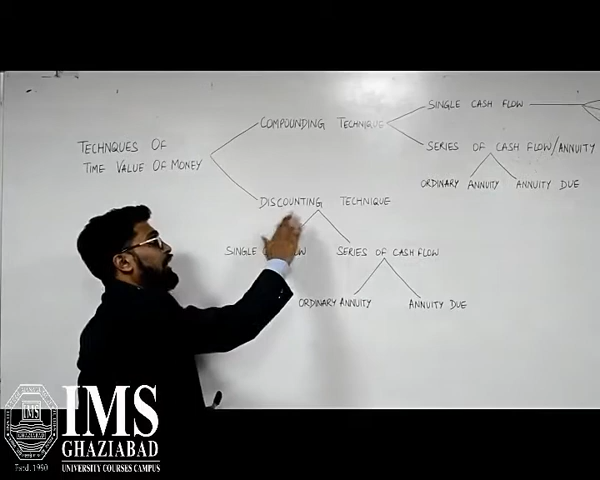 TECHNQUES OF
TIME VALUE OF MONEY
COMPOUNDING TECHNIQUE
SINGLE CASH FLOW
SERIES OF CASH FLOW/ANNUITY
ORDINARY ANNUITY
ANNUITY DUE
DISCOUNTING TECHNIQUE
SINGLE
SERIES OF CASH FLOW
ORDINARY ANNUITY
ANNUITY DUE
IMS
Estd. 1990
IMS
GHAZIABAD
UNIVERSITY COURSES CAMPUS